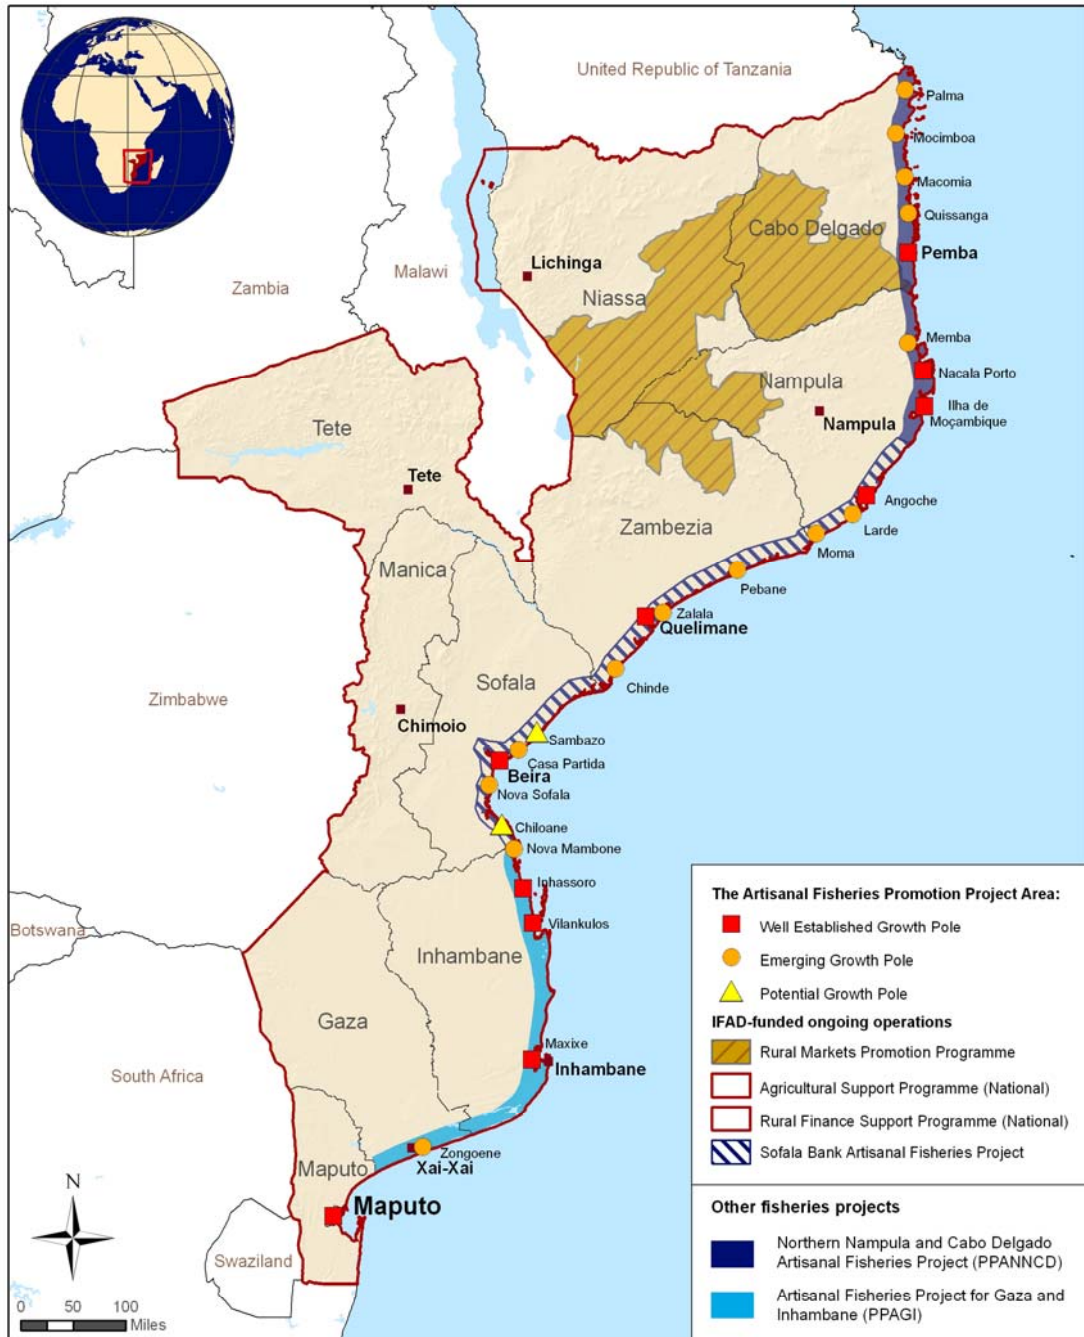 United Republic of Tanzania
Palma
Mocimboa
Macomia
Quissanga
Cabo Delgado
Pemba
Malawi
Lichinga
Zambia
Niassa
Memba
Nacala Porto
Nampula
Ilha de
Moçambique
Nampula
Tete
Tete
Angoche
Larde
Zambezia
Moma
Manica
Pebane
Zalala
Quelimane
Sofala
Chinde
Zimbabwe
Chimoio
Sambazo
Casa Partida
Beira
Nova Sofala
Chiloane
Nova Mambone
Inhassoro
Botswana
Vilankulos
Inhambane
Gaza
Maxixe
Inhambane
South Africa
Zongoene
Xai-Xai
Maputo
Maputo
Swaziland
N
0 50 100
Miles
The Artisanal Fisheries Promotion Project Area:
Well Established Growth Pole
Emerging Growth Pole
Potential Growth Pole
IFAD-funded ongoing operations
Rural Markets Promotion Programme
Agricultural Support Programme (National)
Rural Finance Support Programme (National)
Sofala Bank Artisanal Fisheries Project
Other fisheries projects
Northern Nampula and Cabo Delgado
Artisanal Fisheries Project (PPANNCD)
Artisanal Fisheries Project for Gaza and
Inhambane (PPAGI)